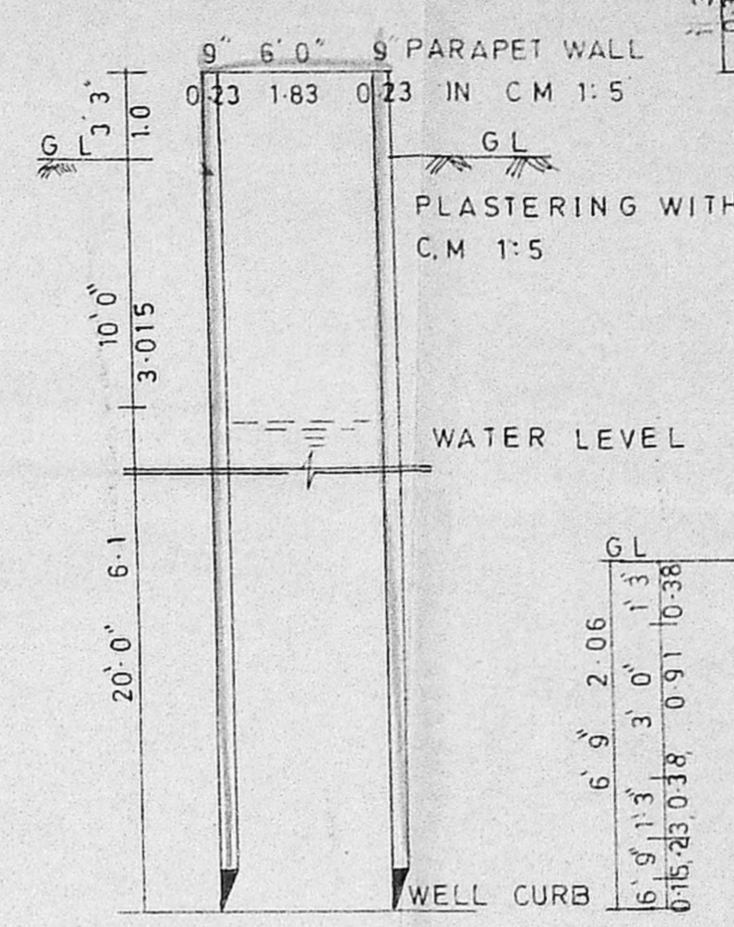 9" 6' 0" 9" PARAPET WALL
0·23 1·83 0·23 IN C M 1:5
3' 3"
1.0
G L
G L
PLASTERING WITH
C.M 1:5
10' 0"
3·015
WATER LEVEL
20'·0" 6·1
G L
6' 9" 2·06
6" 9" 1' 3" 3' 0" 1' 3"
0·15, ·23, 0·38, 0·91 0·38
WELL CURB